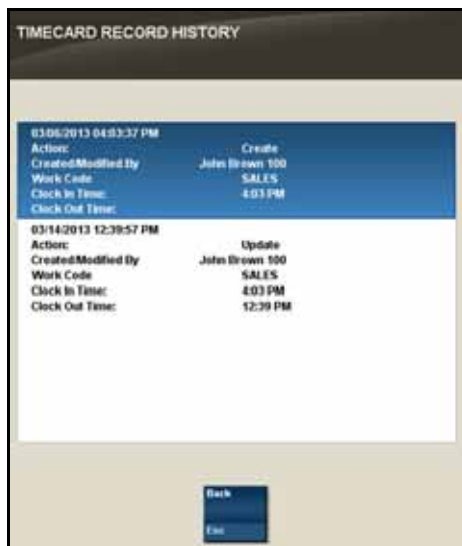 TIMECARD RECORD HISTORY
03/06/2013 04:03:37 PM
Action: Create
Created/Modified By John Brown 100
Work Code SALES
Clock In Time: 4:03 PM
Clock Out Time:
03/14/2013 12:39:57 PM
Action: Update
Created/Modified By John Brown 100
Work Code SALES
Clock In Time: 4:03 PM
Clock Out Time: 12:39 PM
Back
Esc